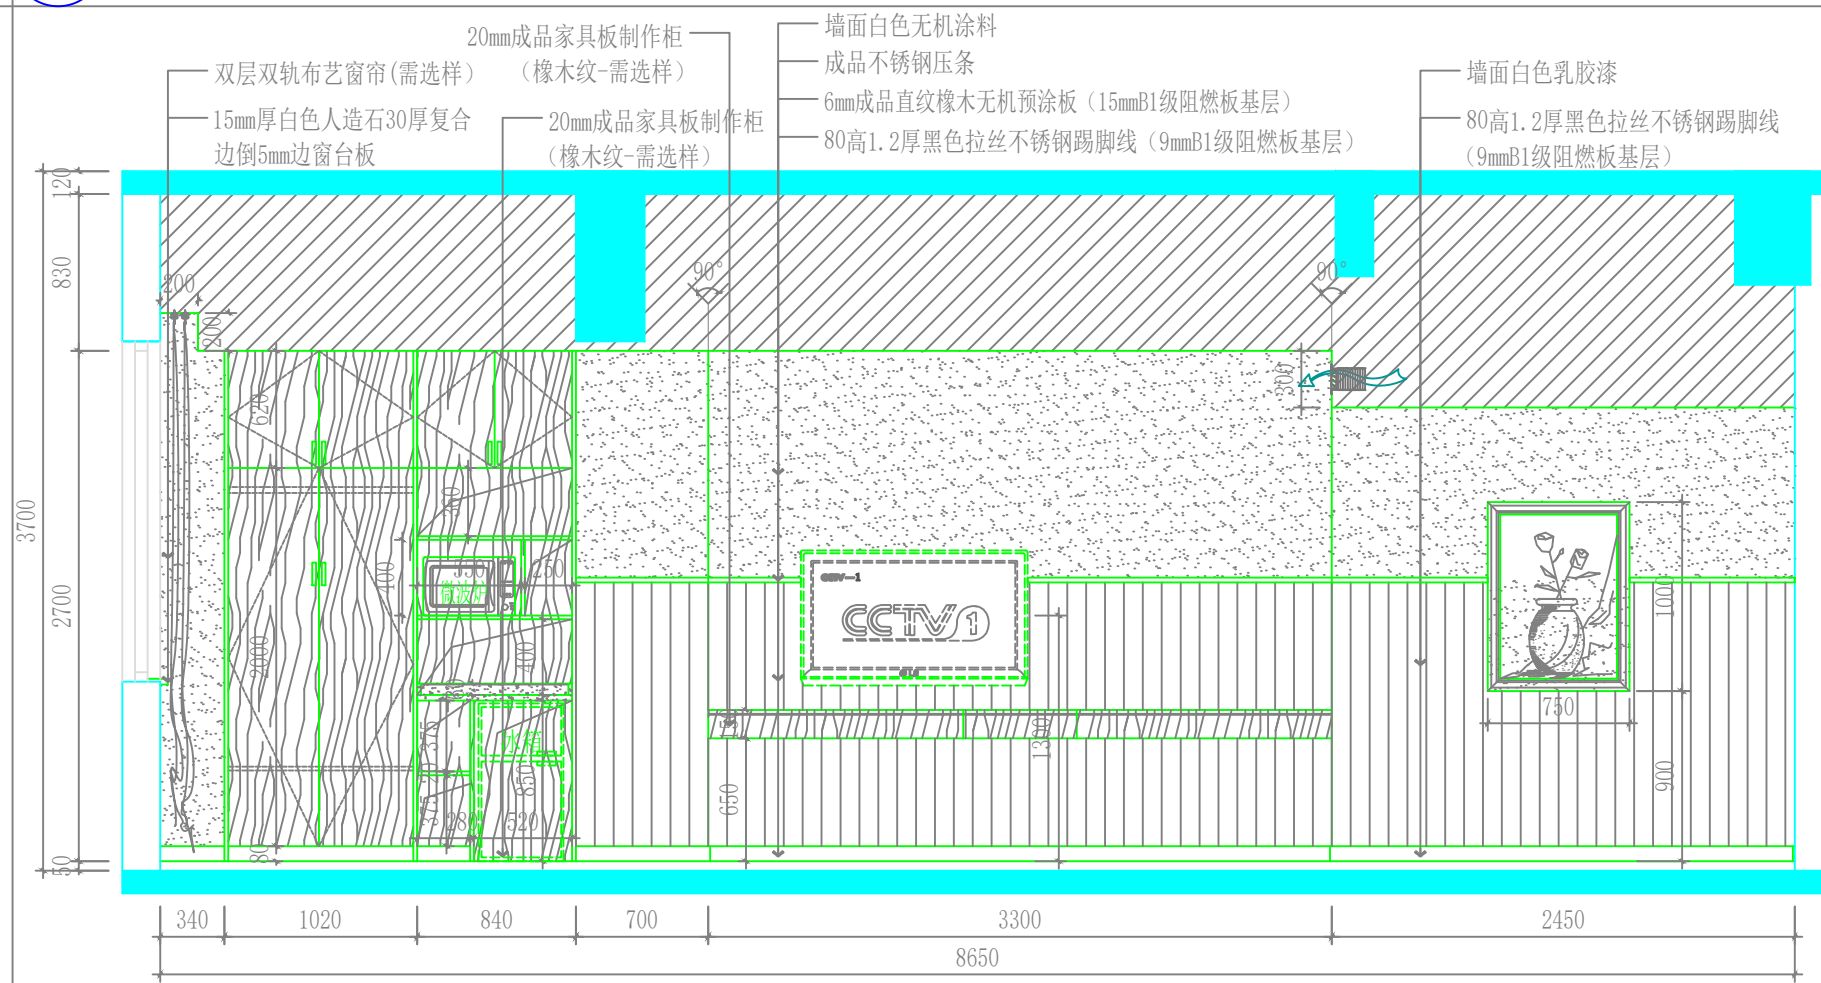 20mm成品家具板制作柜
（橡木纹-需选样）
墙面白色无机涂料
成品不锈钢压条
6mm成品直纹橡木无机预涂板（15mmB1级阻燃板基层）
80高1.2厚黑色拉丝不锈钢踢脚线（9mmB1级阻燃板基层）
双层双轨布艺窗帘(需选样）
15mm厚白色人造石30厚复合
边倒5mm边窗台板
20mm成品家具板制作柜
（橡木纹-需选样）
墙面白色乳胶漆
80高1.2厚黑色拉丝不锈钢踢脚线
（9mmB1级阻燃板基层）
120
830
2700
50
3700
200
200
90°
90°
300
620
360
400
550
250
微波炉
2000
400
80
375
20
375
280
520
冰箱
850
80
CCTV-1
CCTV 1
150
650
1300
1000
750
900
340
1020
840
700
3300
2450
8650